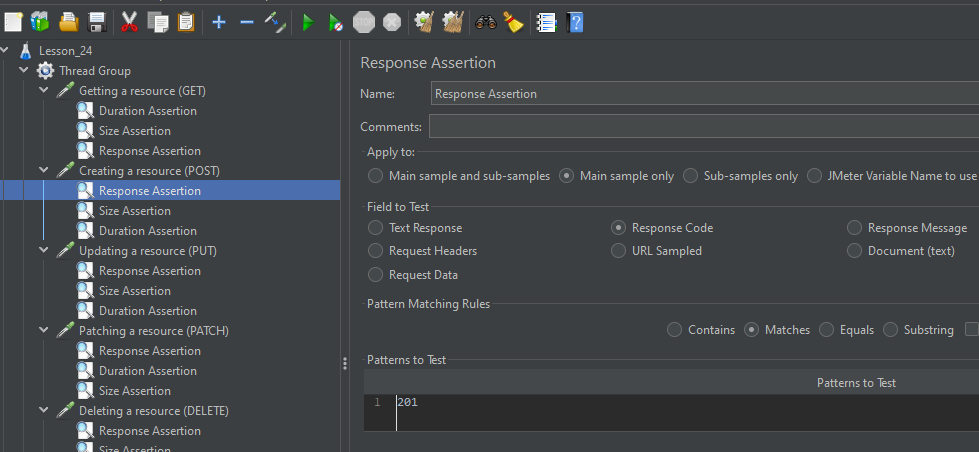 Lesson_24
Thread Group
Getting a resource (GET)
Duration Assertion
Size Assertion
Response Assertion
Creating a resource (POST)
Response Assertion
Size Assertion
Duration Assertion
Updating a resource (PUT)
Response Assertion
Size Assertion
Duration Assertion
Patching a resource (PATCH)
Response Assertion
Duration Assertion
Size Assertion
Deleting a resource (DELETE)
Response Assertion
Size Assertion
Response Assertion
Name: Response Assertion
Comments:
Apply to:
Main sample and sub-samples Main sample only Sub-samples only JMeter Variable Name to use
Field to Test
Text Response Response Code Response Message
Request Headers URL Sampled Document (text)
Request Data
Pattern Matching Rules
Contains Matches Equals Substring
Patterns to Test
Patterns to Test
1 201